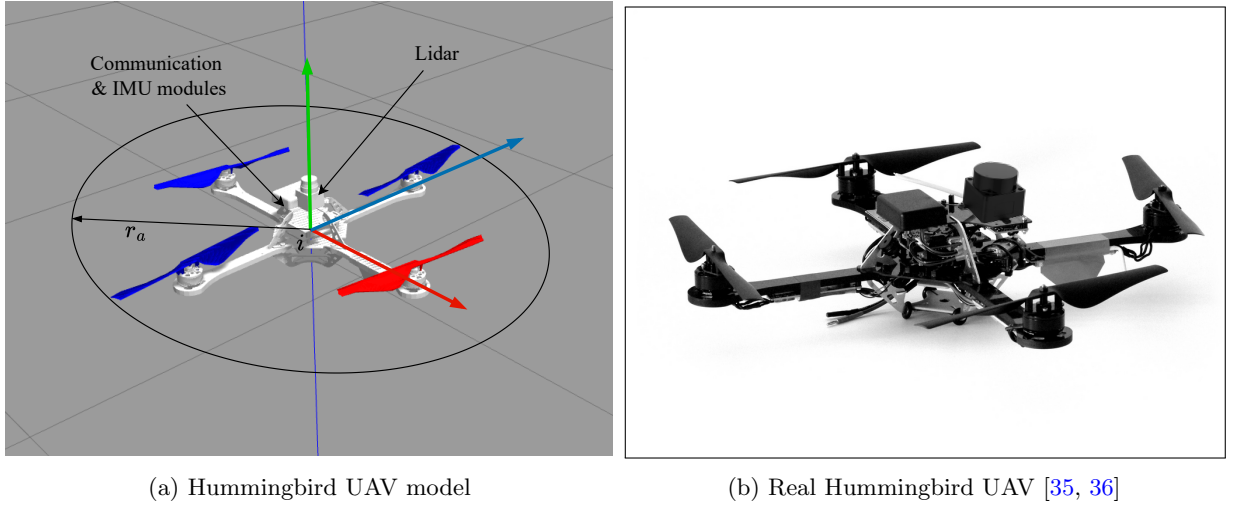 Communication
& IMU modules
Lidar
r_a
i
(a) Hummingbird UAV model
(b) Real Hummingbird UAV [35, 36]